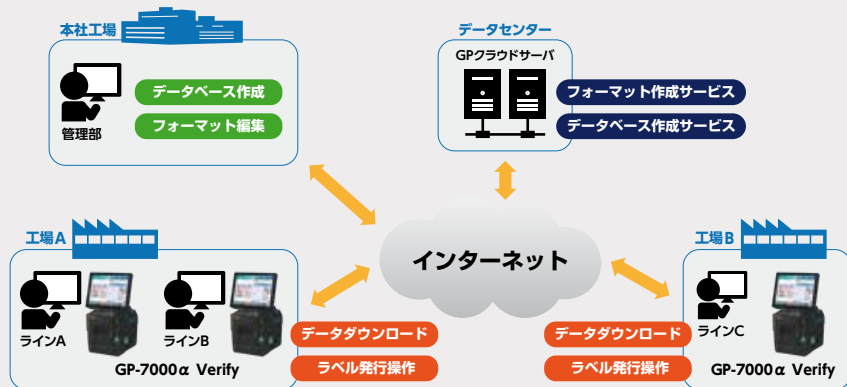 本社工場
管理部
データベース作成
フォーマット編集
データセンター
GPクラウドサーバ
フォーマット作成サービス
データベース作成サービス
インターネット
工場A
ラインA
ラインB
GP-7000α Verify
データダウンロード
ラベル発行操作
工場B
データダウンロード
ラベル発行操作
ラインC
GP-7000α Verify